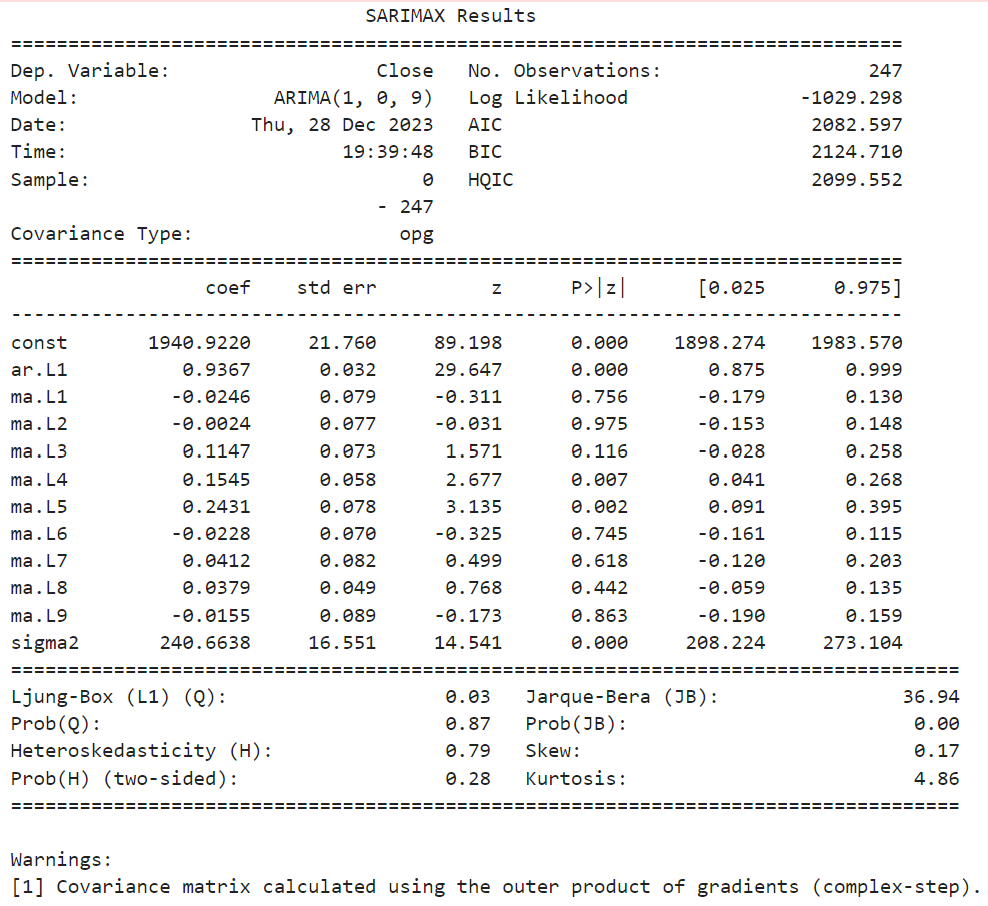 SARIMAX Results
==============================================================================
Dep. Variable:                  Close   No. Observations:                  247
Model:                 ARIMA(1, 0, 9)   Log Likelihood               -1029.298
Date:                Thu, 28 Dec 2023   AIC                           2082.597
Time:                        19:39:48   BIC                           2124.710
Sample:                             0   HQIC                          2099.552
                                - 247
Covariance Type:                  opg
==============================================================================
                 coef    std err          z      P>|z|      [0.025      0.975]
------------------------------------------------------------------------------
const       1940.9220     21.760     89.198      0.000    1898.274    1983.570
ar.L1          0.9367      0.032     29.647      0.000       0.875       0.999
ma.L1         -0.0246      0.079     -0.311      0.756      -0.179       0.130
ma.L2         -0.0024      0.077     -0.031      0.975      -0.153       0.148
ma.L3          0.1147      0.073      1.571      0.116      -0.028       0.258
ma.L4          0.1545      0.058      2.677      0.007       0.041       0.268
ma.L5          0.2431      0.078      3.135      0.002       0.091       0.395
ma.L6         -0.0228      0.070     -0.325      0.745      -0.161       0.115
ma.L7          0.0412      0.082      0.499      0.618      -0.120       0.203
ma.L8          0.0379      0.049      0.768      0.442      -0.059       0.135
ma.L9         -0.0155      0.089     -0.173      0.863      -0.190       0.159
sigma2       240.6638     16.551     14.541      0.000     208.224     273.104
===================================================================================
Ljung-Box (L1) (Q):                   0.03   Jarque-Bera (JB):                36.94
Prob(Q):                              0.87   Prob(JB):                         0.00
Heteroskedasticity (H):               0.79   Skew:                             0.17
Prob(H) (two-sided):                  0.28   Kurtosis:                         4.86
===================================================================================
Warnings:
[1] Covariance matrix calculated using the outer product of gradients (complex-step).